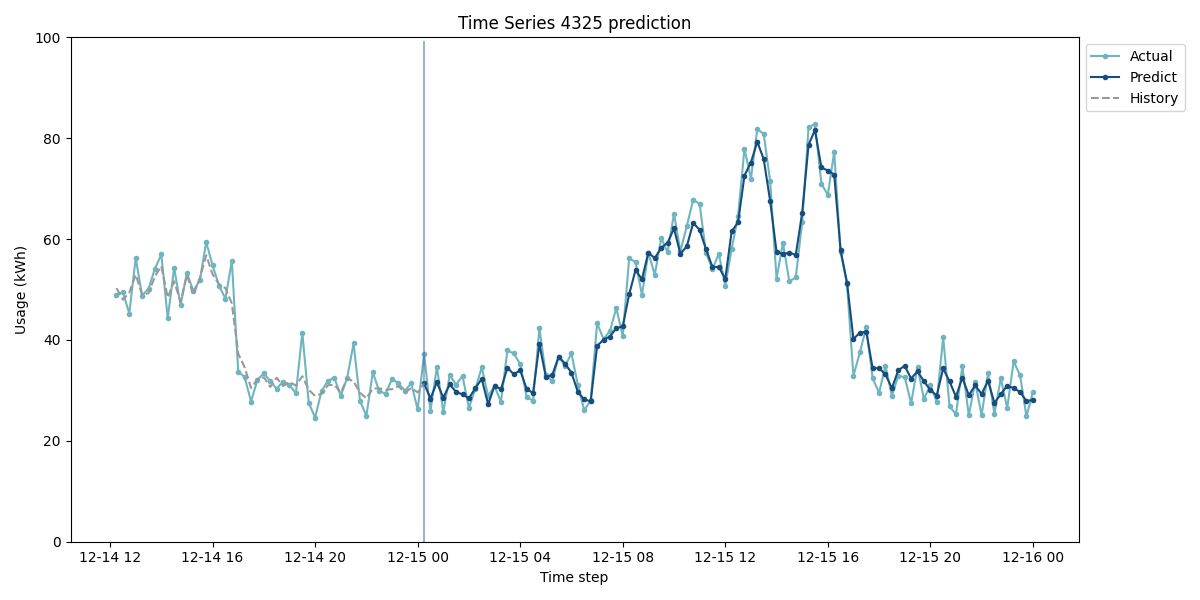 Time Series 4325 prediction
100
80
60
40
20
0
Usage (kWh)
12-14 12
12-14 16
12-14 20
12-15 00
12-15 04
12-15 08
12-15 12
12-15 16
12-15 20
12-16 00
Time step
Actual
Predict
History